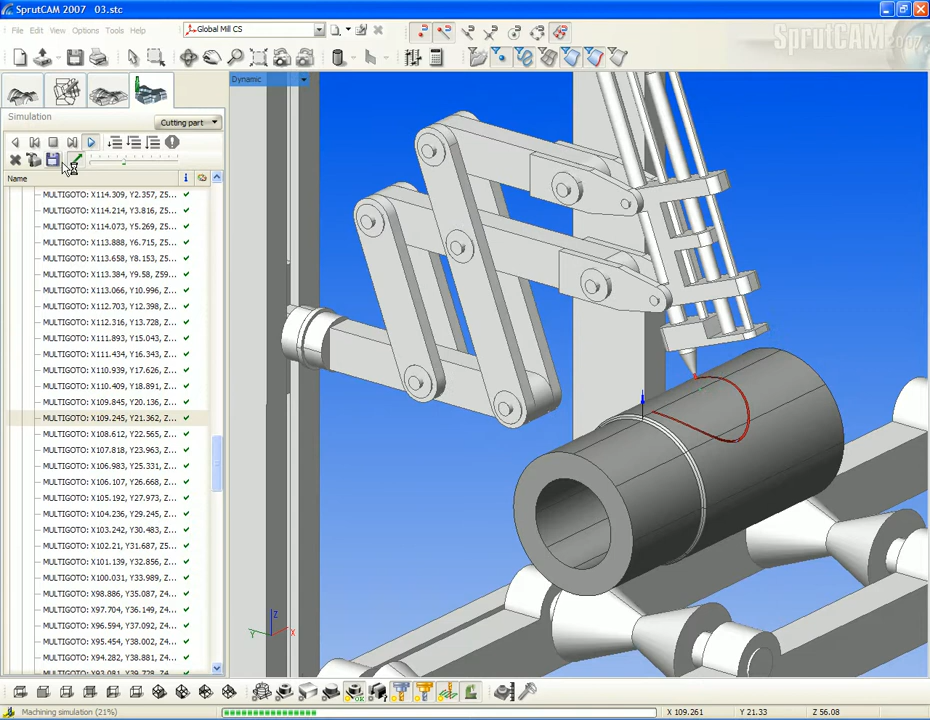 SprutCAM 2007   03.stc
File Edit View Options Tools Help
Global Mill CS
SprutCAM 2007
Dynamic
Simulation
Cutting part
Name
MULTIGOTO: X114.309, Y2.357, Z5...
MULTIGOTO: X114.214, Y3.816, Z5...
MULTIGOTO: X114.073, Y5.269, Z5...
MULTIGOTO: X113.888, Y6.715, Z5...
MULTIGOTO: X113.658, Y8.153, Z5...
MULTIGOTO: X113.384, Y9.58, Z59...
MULTIGOTO: X113.066, Y10.996, Z...
MULTIGOTO: X112.703, Y12.398, Z...
MULTIGOTO: X112.316, Y13.728, Z...
MULTIGOTO: X111.893, Y15.043, Z...
MULTIGOTO: X111.434, Y16.343, Z...
MULTIGOTO: X110.939, Y17.626, Z...
MULTIGOTO: X110.409, Y18.891, Z...
MULTIGOTO: X109.845, Y20.136, Z...
MULTIGOTO: X109.245, Y21.362, Z...
MULTIGOTO: X108.612, Y22.565, Z...
MULTIGOTO: X107.818, Y23.963, Z...
MULTIGOTO: X106.983, Y25.331, Z...
MULTIGOTO: X106.107, Y26.668, Z...
MULTIGOTO: X105.192, Y27.973, Z...
MULTIGOTO: X104.236, Y29.245, Z...
MULTIGOTO: X103.242, Y30.483, Z...
MULTIGOTO: X102.21, Y31.687, Z5...
MULTIGOTO: X101.139, Y32.856, Z...
MULTIGOTO: X100.031, Y33.989, Z...
MULTIGOTO: X98.886, Y35.087, Z4...
MULTIGOTO: X97.704, Y36.149, Z4...
MULTIGOTO: X96.594, Y37.092, Z4...
MULTIGOTO: X95.454, Y38.002, Z4...
MULTIGOTO: X94.282, Y38.881, Z4...
MULTIGOTO: X93.081, Y39.728, Z4...
Z
Y X
Machining simulation (21%)
X 109.261 Y 21.33 Z 56.08